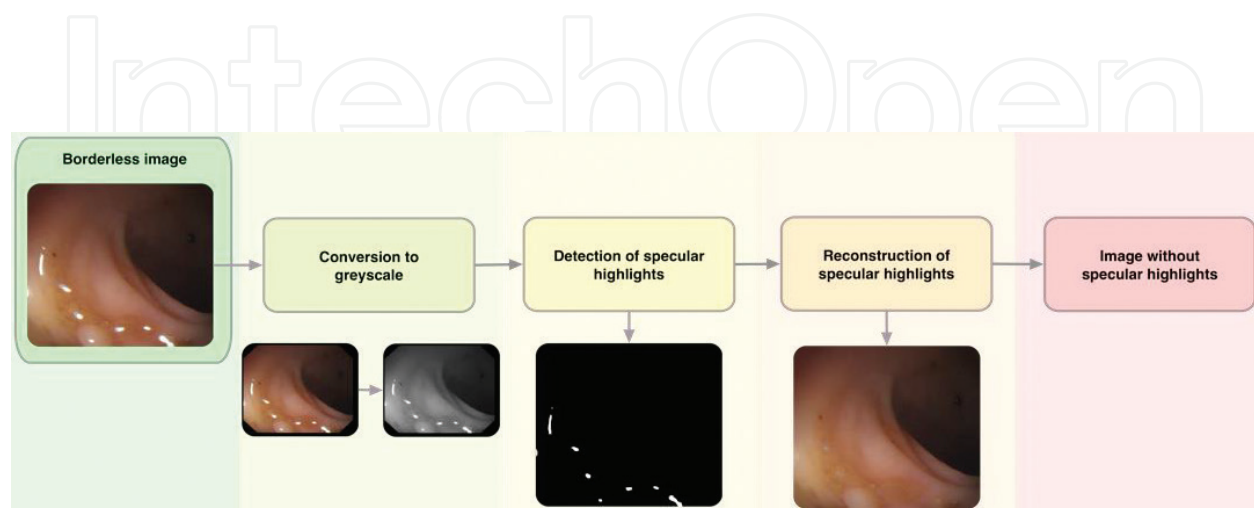 IntechOpen
Borderless image
Conversion to
greyscale
Detection of specular
highlights
Reconstruction of
specular highlights
Image without
specular highlights